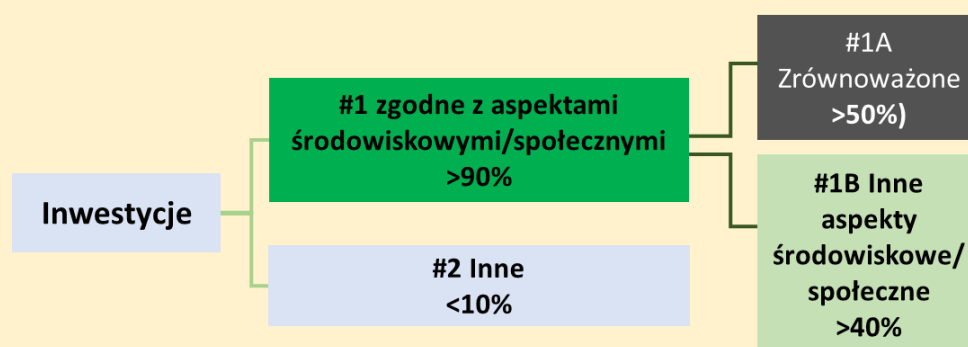 Inwestycje
#1 zgodne z aspektami
środowiskowymi/społecznymi
>90%
#2 Inne
<10%
#1A
Zrównoważone
>50%)
#1B Inne
aspekty
środowiskowe/
społeczne
>40%